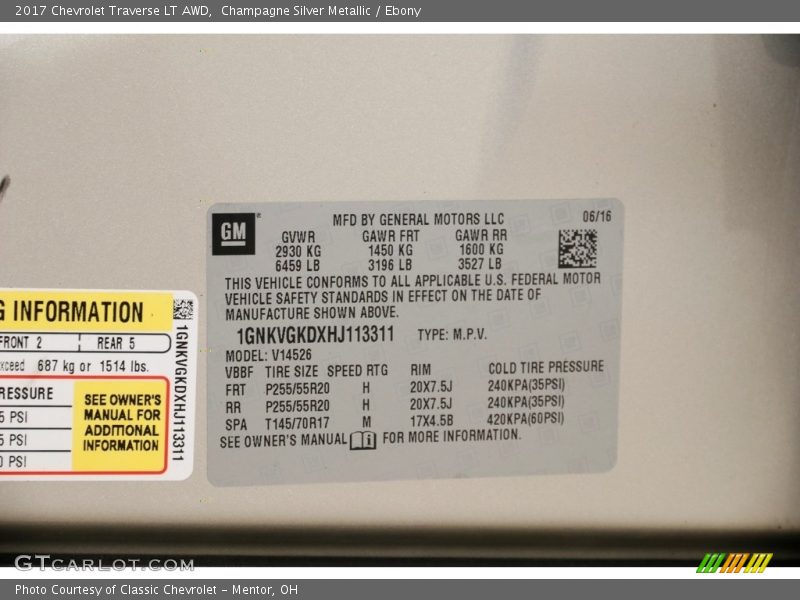 2017 Chevrolet Traverse LT AWD, Champagne Silver Metallic / Ebony
GM
MFD BY GENERAL MOTORS LLC 06/16
GVWR GAWR FRT GAWR RR
2930 KG 1450 KG 1600 KG
6459 LB 3196 LB 3527 LB
THIS VEHICLE CONFORMS TO ALL APPLICABLE U.S. FEDERAL MOTOR
VEHICLE SAFETY STANDARDS IN EFFECT ON THE DATE OF
MANUFACTURE SHOWN ABOVE.
1GNKVGKDXHJ113311 TYPE: M.P.V.
MODEL: V14526
VBBF TIRE SIZE SPEED RTG RIM COLD TIRE PRESSURE
FRT P255/55R20 H 20X7.5J 240KPA(35PSI)
RR P255/55R20 H 20X7.5J 240KPA(35PSI)
SPA T145/70R17 M 17X4.5B 420KPA(60PSI)
SEE OWNER'S MANUAL i FOR MORE INFORMATION.
G INFORMATION
FRONT 2 REAR 5
xceed 687 kg or 1514 lbs.
RESSURE
5 PSI
5 PSI
0 PSI
SEE OWNER'S
MANUAL FOR
ADDITIONAL
INFORMATION
1GNKVGKDXHJ113311
GTCARLOT.COM
Photo Courtesy of Classic Chevrolet - Mentor, OH